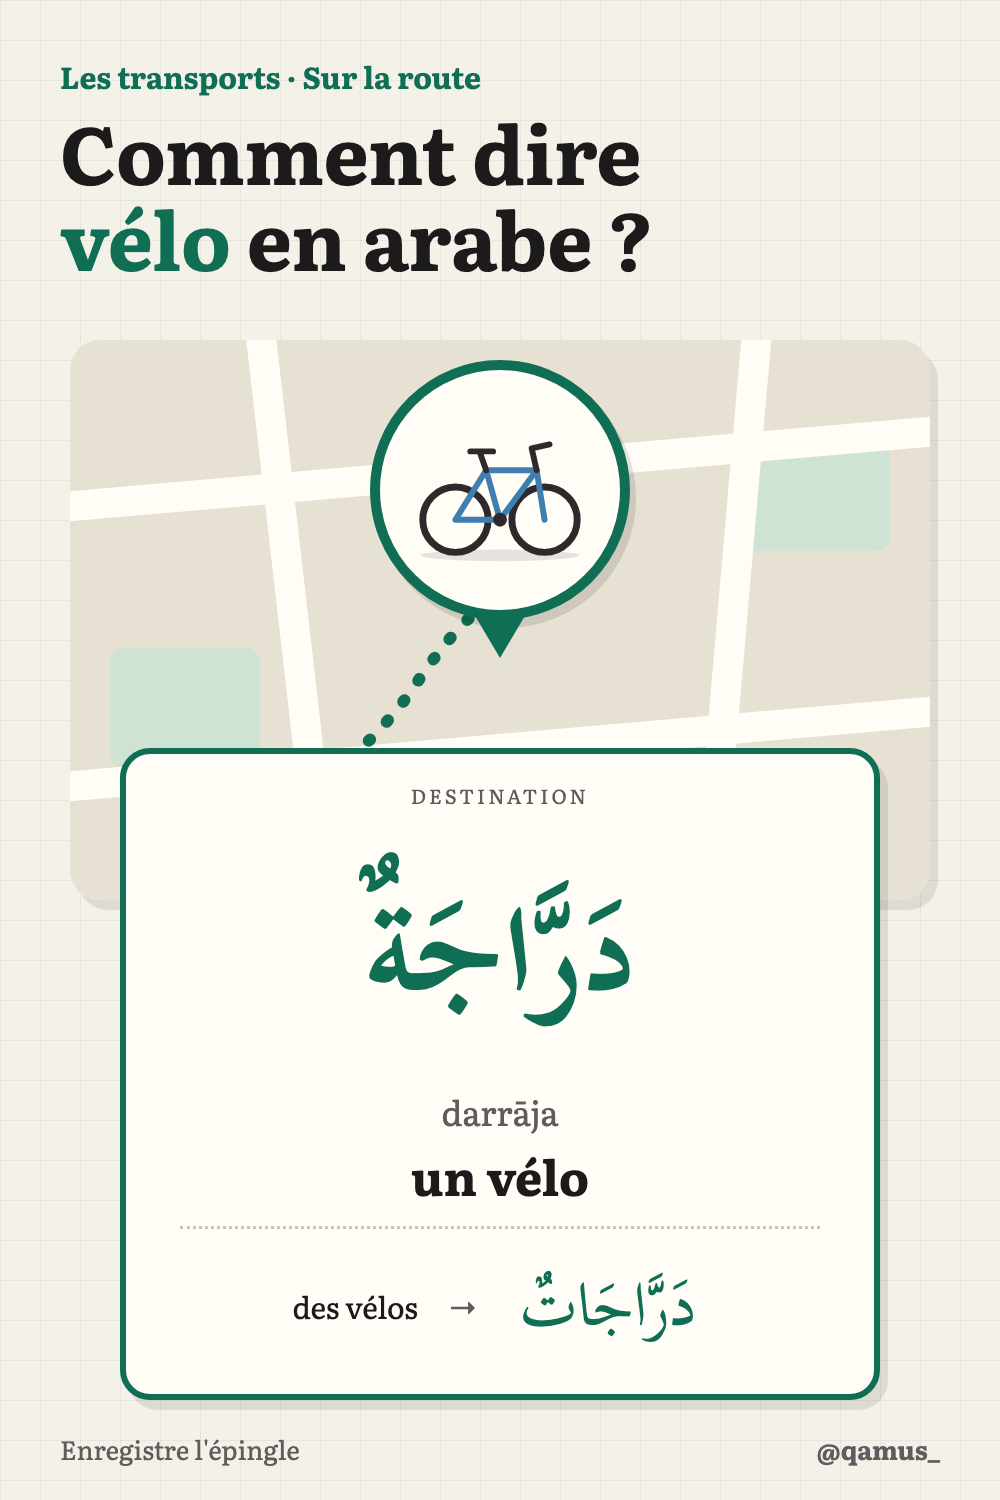 Les transports · Sur la route
Comment dire
vélo en arabe ?
DESTINATION
دَرَّاجَةٌ
darrāja
un vélo
des vélos → دَرَّاجَاتٌ
Enregistre l'épingle
@qamus_